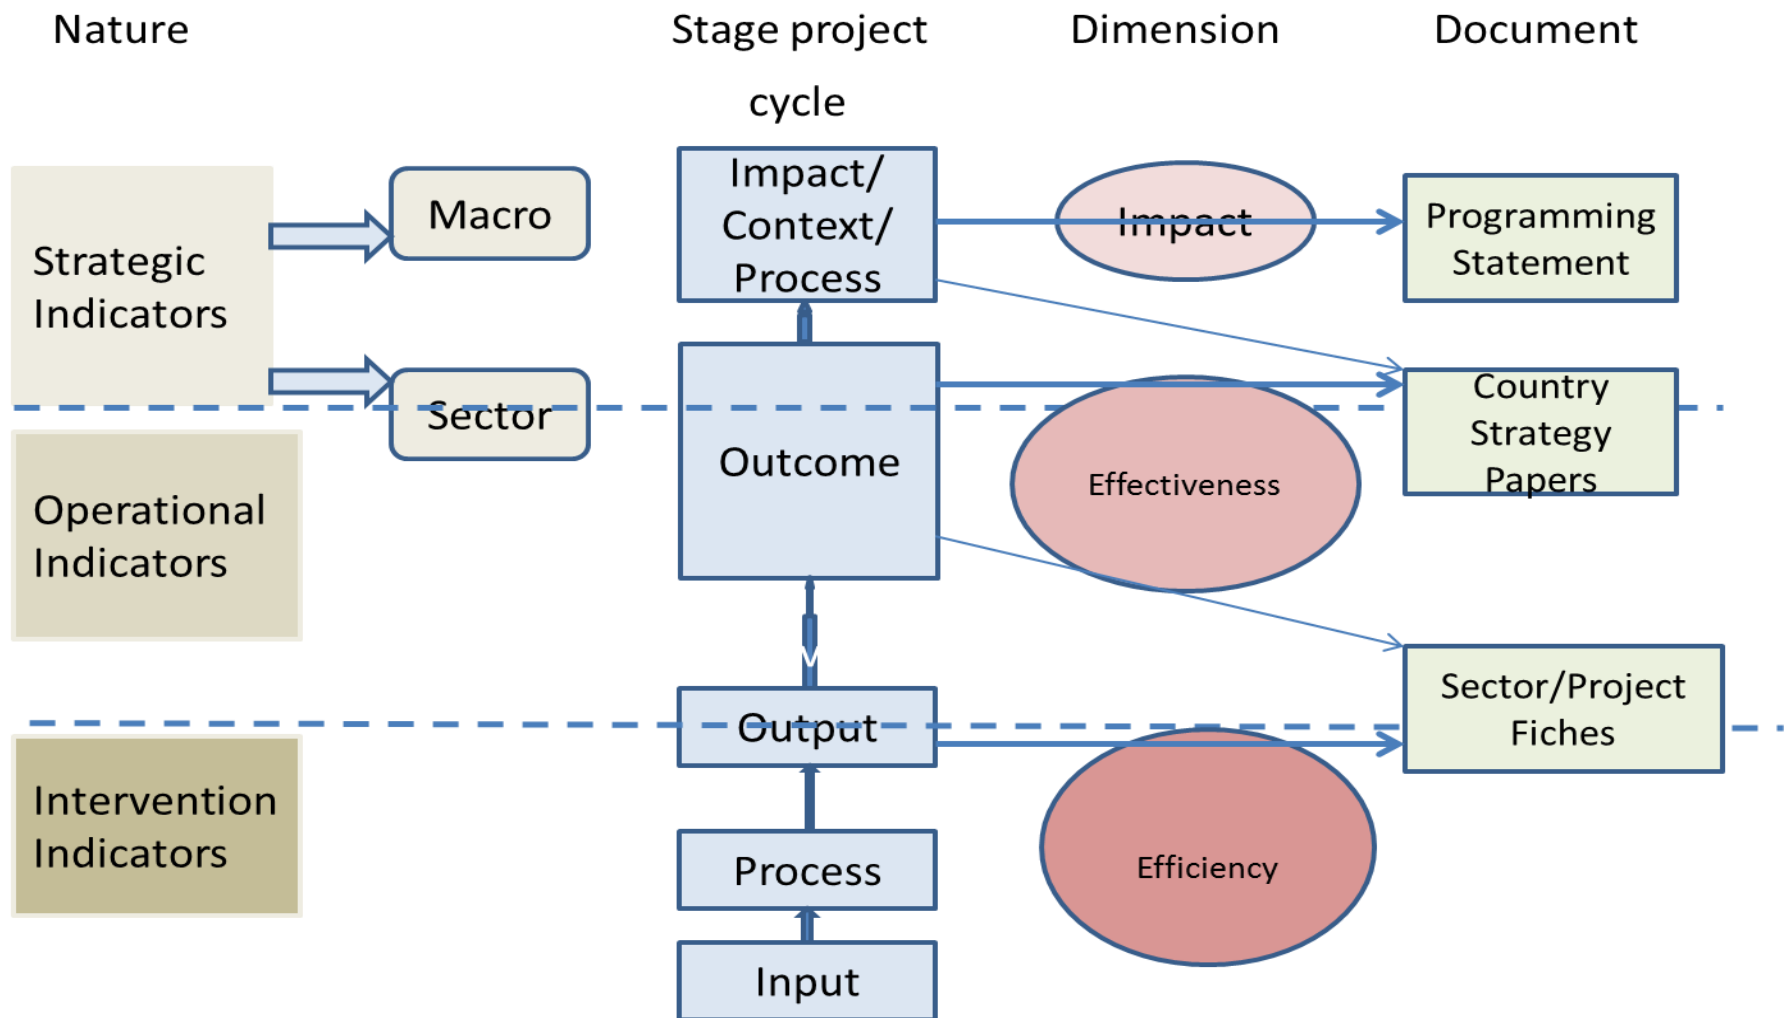 Nature
Stage project
cycle
Dimension
Document
Strategic
Indicators
Macro
Sector
Impact/
Context/
Process
Impact
Programming
Statement
Operational
Indicators
Outcome
Effectiveness
Country
Strategy
Papers
V
Output
Sector/Project
Fiches
Intervention
Indicators
Process
Efficiency
Input